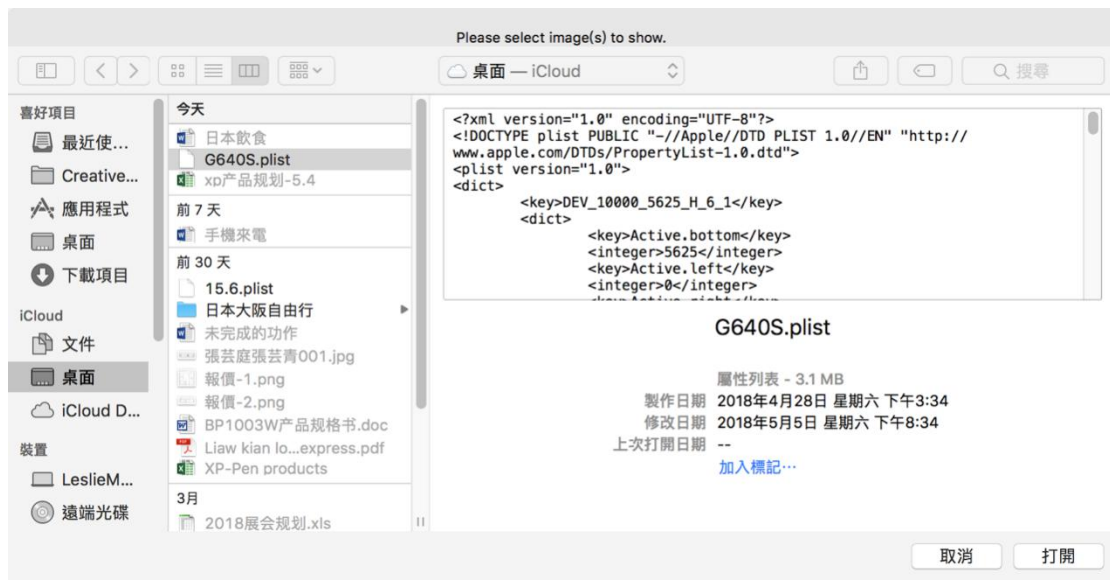 Please select image(s) to show.
桌面 — iCloud
搜尋
喜好項目
最近使...
Creative...
應用程式
桌面
下載項目
iCloud
文件
桌面
iCloud D...
裝置
LeslieM...
遠端光碟
今天
日本飲食
G640S.plist
xp产品规划-5.4
前 7 天
手機來電
前 30 天
15.6.plist
日本大阪自由行
未完成的功作
張芸庭張芸青001.jpg
報價-1.png
報價-2.png
BP1003W产品规格书.doc
Liaw kian lo...express.pdf
XP-Pen products
3月
2018展会规划.xls
<?xml version="1.0" encoding="UTF-8"?>
<!DOCTYPE plist PUBLIC "-//Apple//DTD PLIST 1.0//EN" "http://
www.apple.com/DTDs/PropertyList-1.0.dtd">
<plist version="1.0">
<dict>
<key>DEV_10000_5625_H_6_1</key>
<dict>
<key>Active.bottom</key>
<integer>5625</integer>
<key>Active.left</key>
<integer>0</integer>
<key>Active.right</key>
G640S.plist
屬性列表 - 3.1 MB
製作日期 2018年4月28日 星期六 下午3:34
修改日期 2018年5月5日 星期六 下午8:34
上次打開日期 --
加入標記⋯
取消
打開